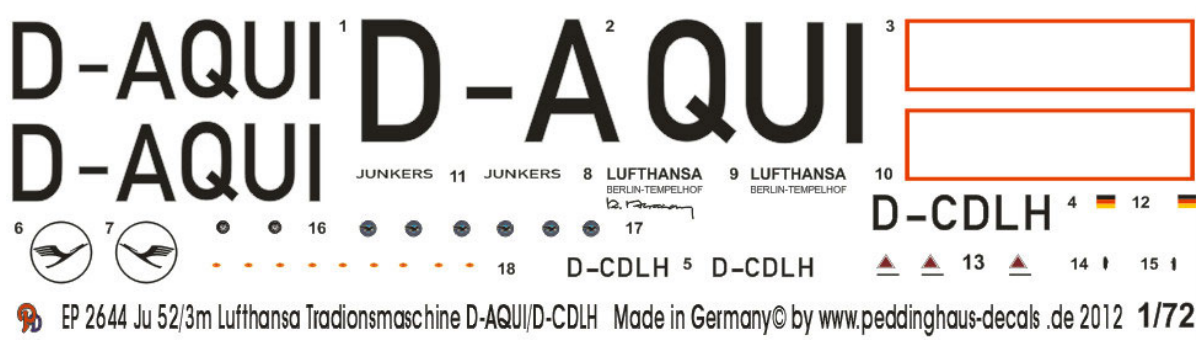 D-AQUI 1 D-AQUI 2 3
D-AQUI
JUNKERS 11 JUNKERS 8 LUFTHANSA 9 LUFTHANSA 10
BERLIN-TEMPELHOF BERLIN-TEMPELHOF
D-CDLH 4 12
6 7 16 17
18 D-CDLH 5 D-CDLH 13 14 15
EP 2644 Ju 52/3m Lufthansa Tradionsmaschine D-AQUI/D-CDLH Made in Germany© by www.peddinghaus-decals .de 2012 1/72